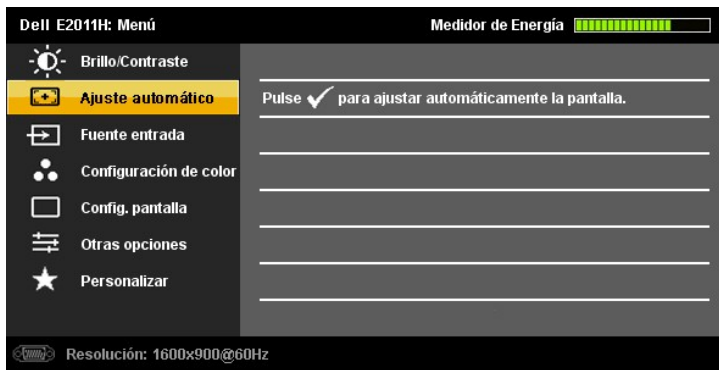 Dell E2011H: Menú
Medidor de Energía
Brillo/Contraste
Ajuste automático
Pulse ✓ para ajustar automáticamente la pantalla.
Fuente entrada
Configuración de color
Config. pantalla
Otras opciones
Personalizar
Resolución: 1600x900@60Hz